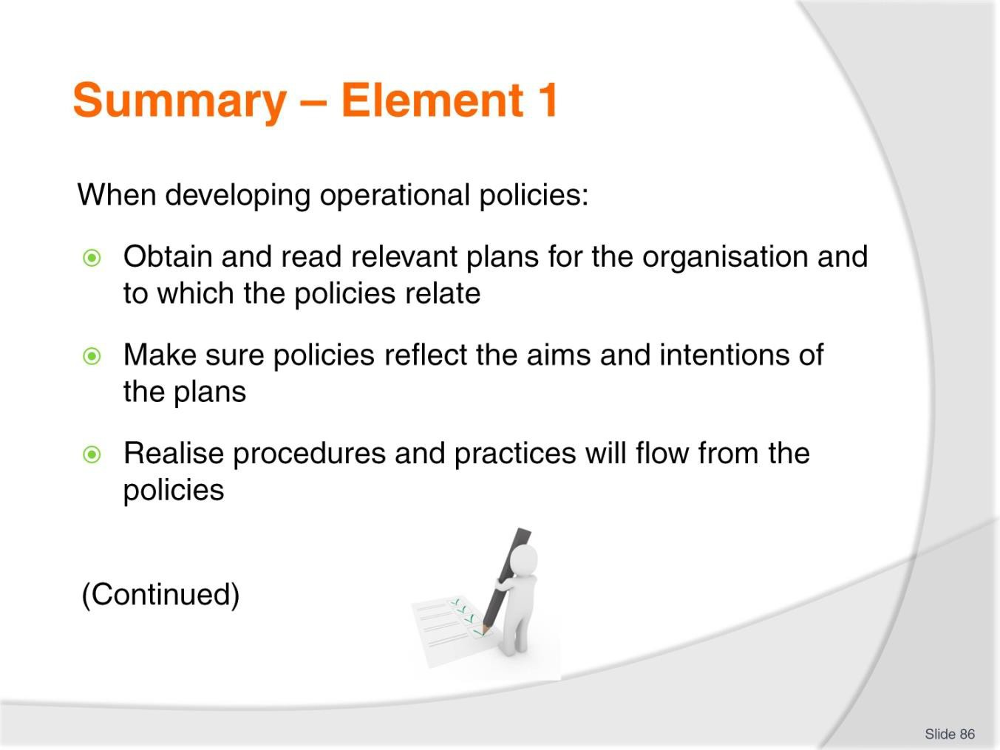 Summary – Element 1
When developing operational policies:
Obtain and read relevant plans for the organisation and
to which the policies relate
Make sure policies reflect the aims and intentions of
the plans
Realise procedures and practices will flow from the
policies
(Continued)
Slide 86